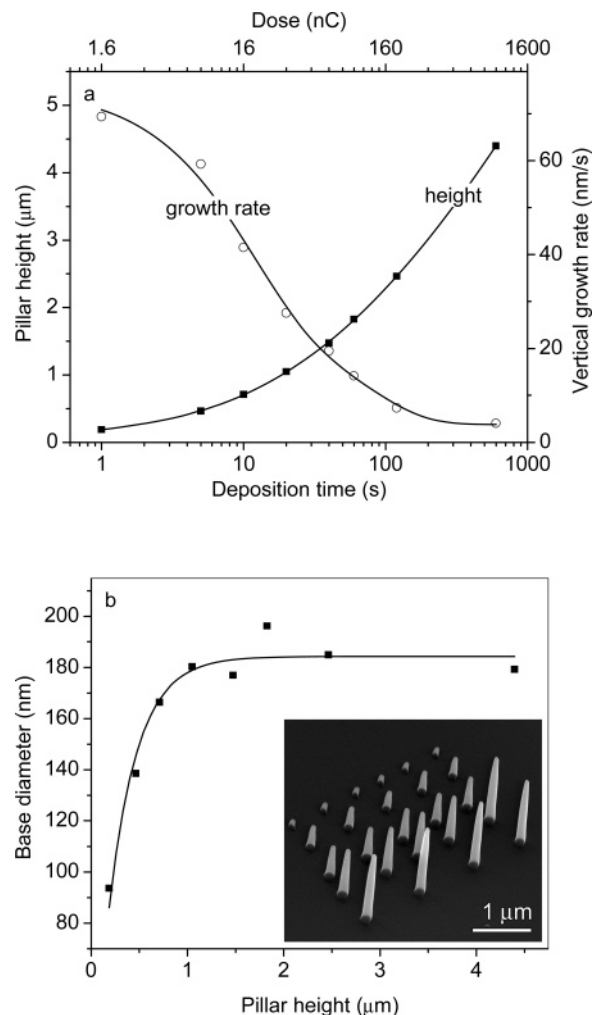 Dose (nC)
1.6 16 160 1600
a
5
4
3
2
1
0
Pillar height (μm)
growth rate
height
60
40
20
0
Vertical growth rate (nm/s)
1 10 100 1000
Deposition time (s)
b
200
180
160
140
120
100
80
Base diameter (nm)
1 μm
0 1 2 3 4
Pillar height (μm)